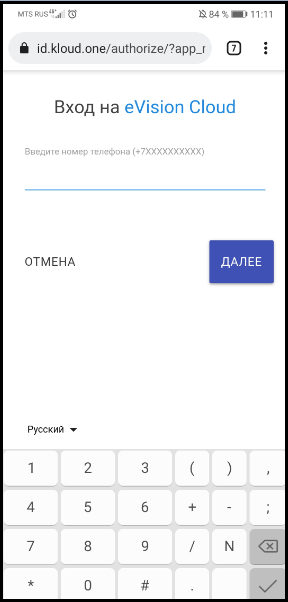 MTS RUS 84 % 11:11
id.kloud.one/authorize/?app_r 7
Вход на eVision Cloud
Введите номер телефона (+7XXXXXXXXXX)
ОТМЕНА ДАЛЕЕ
Русский
1 2 3 ( ) ,
4 5 6 + - ;
7 8 9 / N
* 0 # .